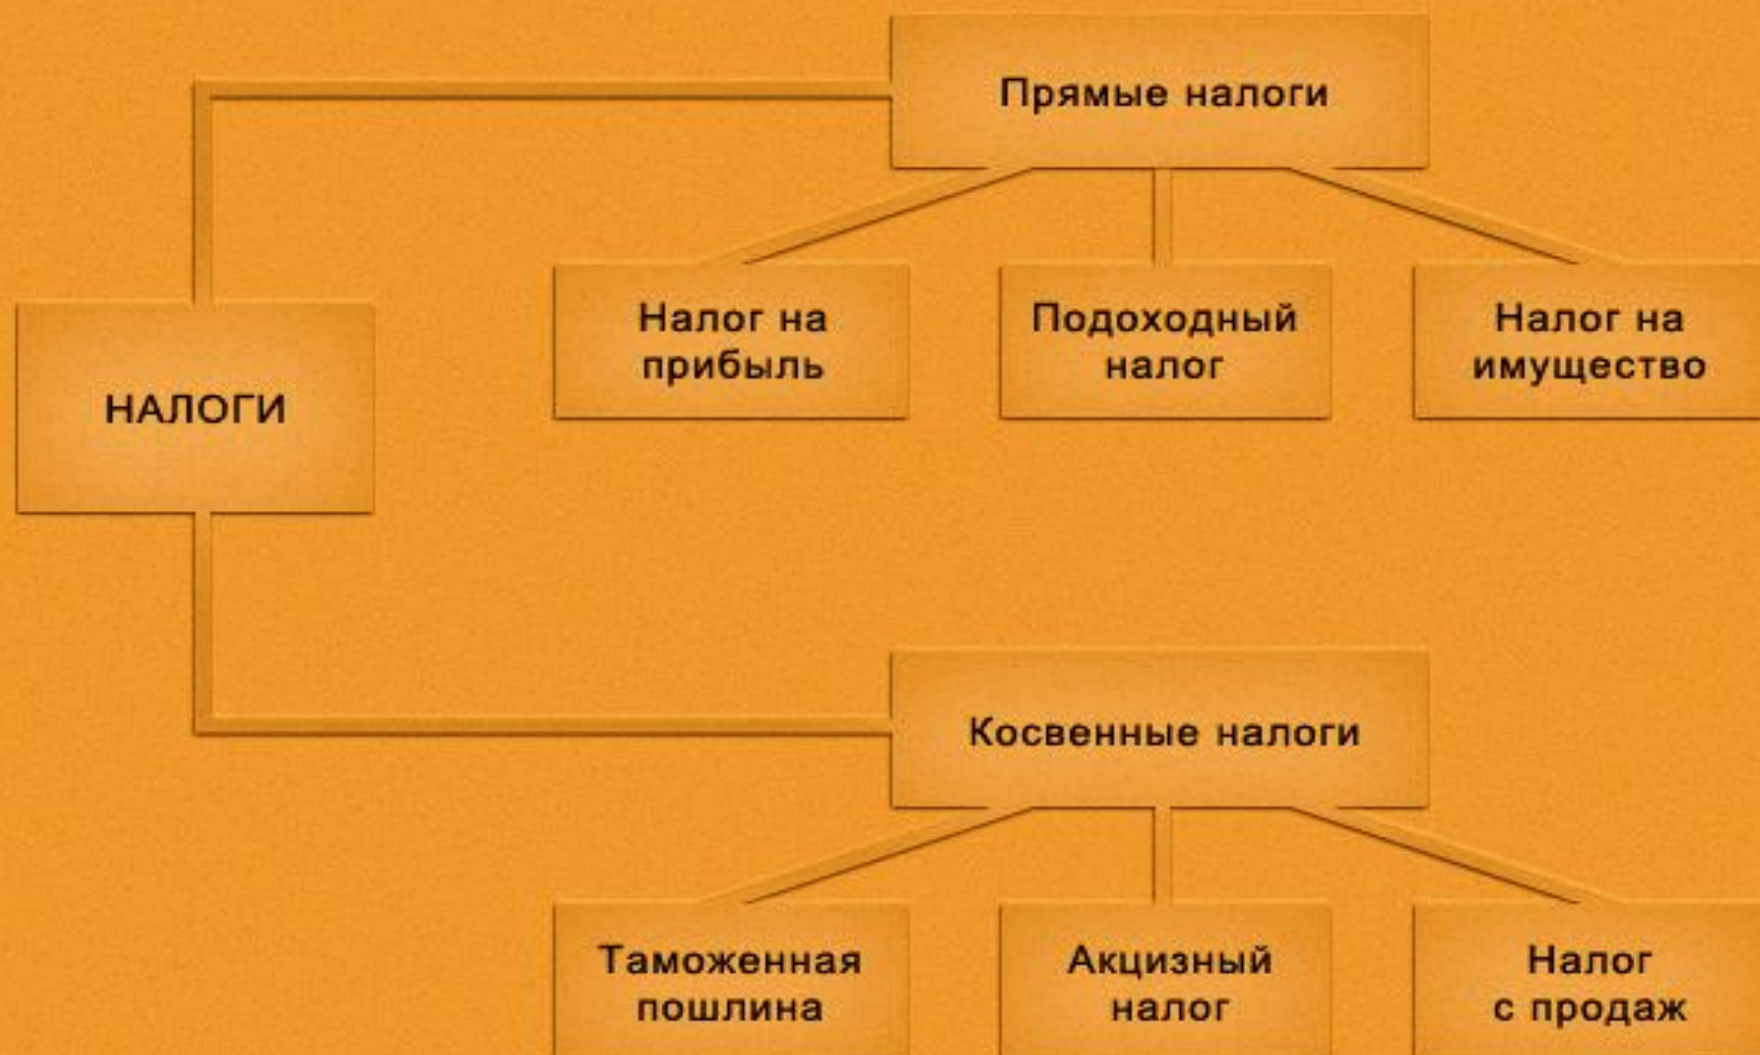 Прямые налоги
Налог на
прибыль
Подоходный
налог
Налог на
имущество
НАЛОГИ
Косвенные налоги
Таможенная
пошлина
Акцизный
налог
Налог
с продаж